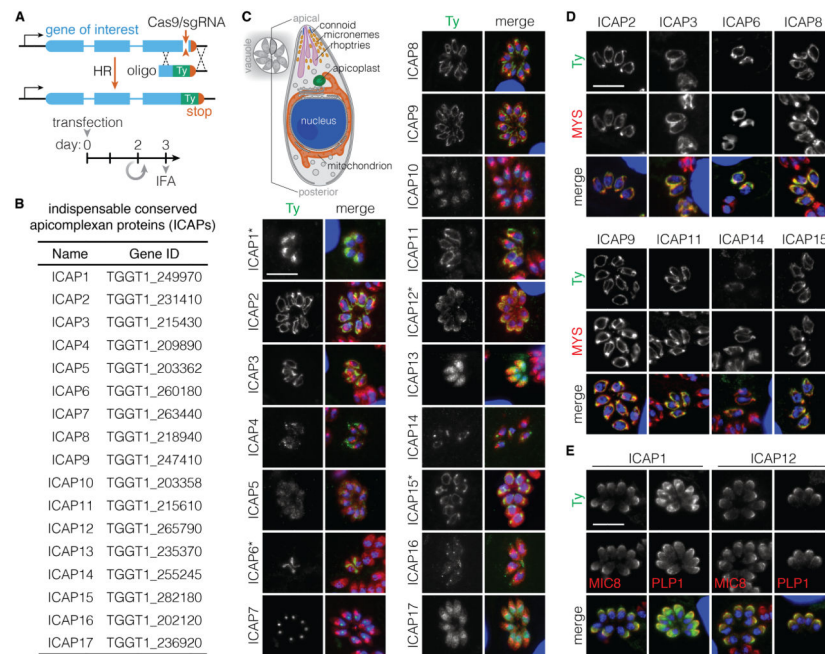 A
Cas9/sgRNA
gene of interest
HR
oligo
Ty
Ty
stop
transfection
day: 0 2 3
IFA
B
indispensable conserved
apicomplexan proteins (ICAPs)
Name Gene ID
ICAP1 TGGT1_249970
ICAP2 TGGT1_231410
ICAP3 TGGT1_215430
ICAP4 TGGT1_209890
ICAP5 TGGT1_203362
ICAP6 TGGT1_260180
ICAP7 TGGT1_263440
ICAP8 TGGT1_218940
ICAP9 TGGT1_247410
ICAP10 TGGT1_203358
ICAP11 TGGT1_215610
ICAP12 TGGT1_265790
ICAP13 TGGT1_235370
ICAP14 TGGT1_255245
ICAP15 TGGT1_282180
ICAP16 TGGT1_202120
ICAP17 TGGT1_236920
C
apical
connoid
micronemes
rhoptries
apicoplast
vacuole
nucleus
mitochondrion
posterior
Ty merge
ICAP1*
ICAP2
ICAP3
ICAP4
ICAP5
ICAP6*
ICAP7
Ty merge
ICAP8
ICAP9
ICAP10
ICAP11
ICAP12*
ICAP13
ICAP14
ICAP15*
ICAP16
ICAP17
D
ICAP2 ICAP3 ICAP6 ICAP8
Ty
MYS
merge
ICAP9 ICAP11 ICAP14 ICAP15
Ty
MYS
merge
E
ICAP1 ICAP12
Ty
MIC8 PLP1 MIC8 PLP1
merge